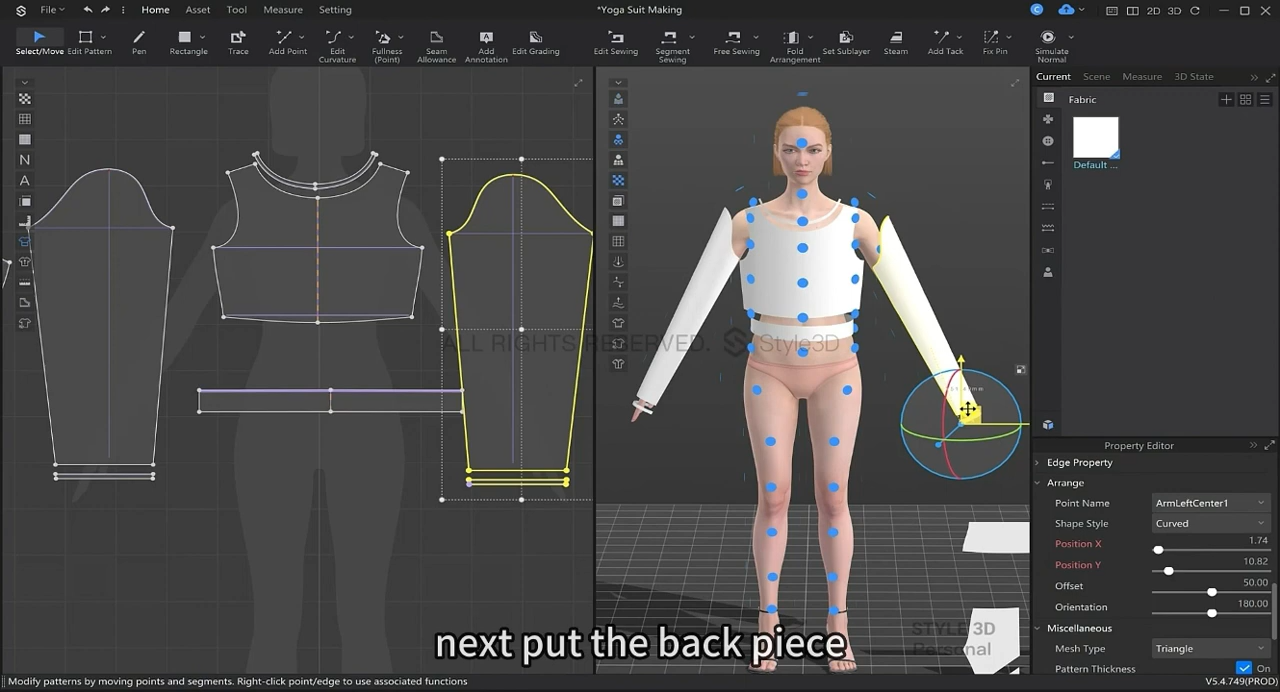 File
Home
Asset
Tool
Measure
Setting
*Yoga Suit Making
C
2D
3D
Select/Move
Edit Pattern
Pen
Rectangle
Trace
Add Point
Edit
Curvature
Fullness
(Point)
Seam
Allowance
Add
Annotation
Edit Grading
Edit Sewing
Segment
Sewing
Free Sewing
Fold
Arrangement
Set Sublayer
Steam
Add Tack
Fix Pin
Simulate
Normal
N
A
Current
Scene
Measure
3D State
Fabric
Default ...
ALL RIGHTS RESERVED. Style3D
Property Editor
Edge Property
Arrange
Point Name
ArmLeftCenter1
Shape Style
Curved
Position X
1.74
Position Y
10.82
Offset
50.00
Orientation
180.00
Miscellaneous
Mesh Type
Triangle
Pattern Thickness
On
STYLE 3D
Personal
next put the back piece
Modify patterns by moving points and segments. Right-click point/edge to use associated functions
V5.4.749(PROD)